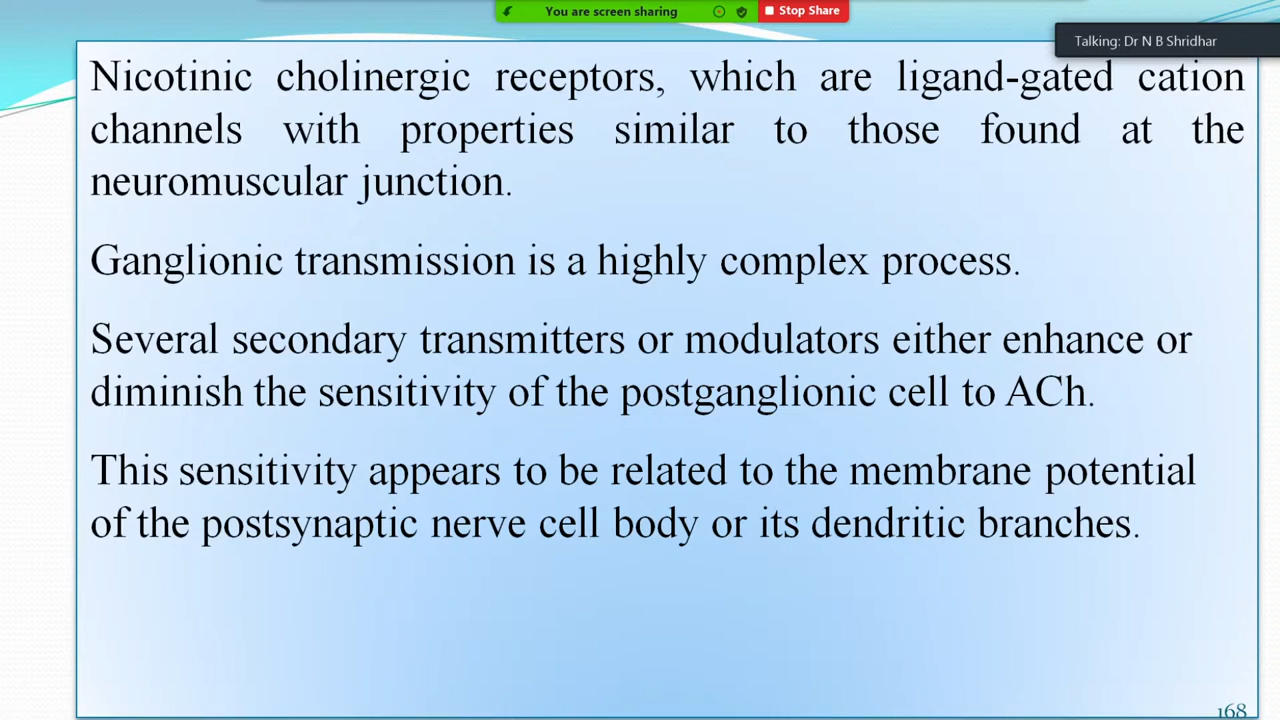 You are screen sharing
Stop Share
Talking: Dr N B Shridhar
Nicotinic cholinergic receptors, which are ligand-gated cation
channels with properties similar to those found at the
neuromuscular junction.
Ganglionic transmission is a highly complex process.
Several secondary transmitters or modulators either enhance or
diminish the sensitivity of the postganglionic cell to ACh.
This sensitivity appears to be related to the membrane potential
of the postsynaptic nerve cell body or its dendritic branches.
168